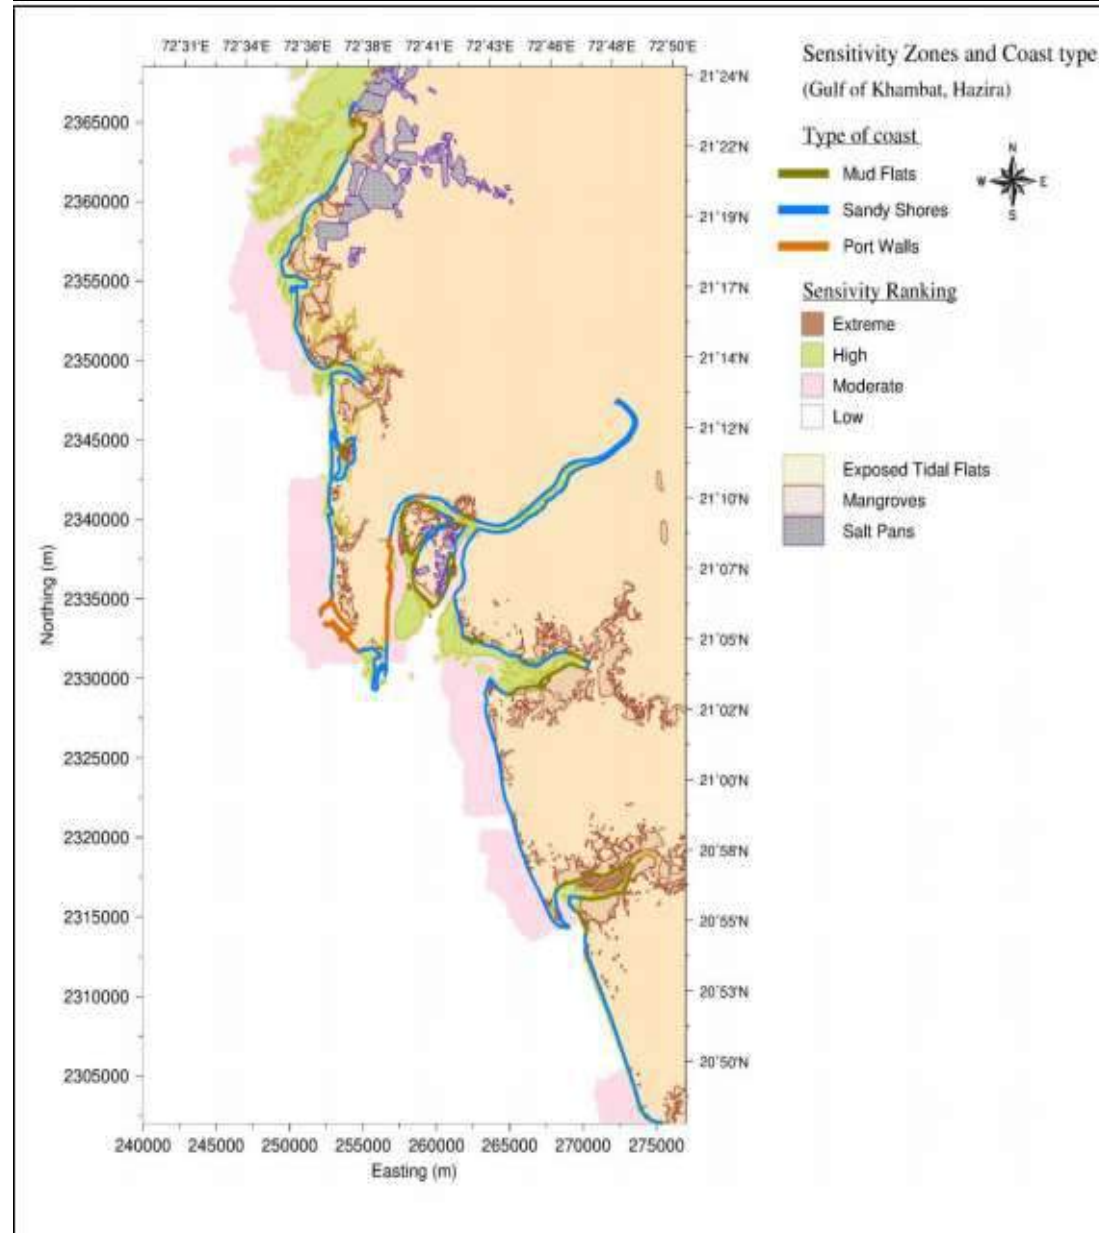 72°31'E 72°34'E 72°36'E 72°38'E 72°41'E 72°43'E 72°46'E 72°48'E 72°50'E
Sensitivity Zones and Coast type
(Gulf of Khambat, Hazira)
Type of coast
Mud Flats
Sandy Shores
Port Walls
N
W E
S
Sensivity Ranking
Extreme
High
Moderate
Low
Exposed Tidal Flats
Mangroves
Salt Pans
21°24'N
21°22'N
21°19'N
21°17'N
21°14'N
21°12'N
21°10'N
21°07'N
21°05'N
21°02'N
21°00'N
20°58'N
20°55'N
20°53'N
20°50'N
2365000
2360000
2355000
2350000
2345000
2340000
2335000
2330000
2325000
2320000
2315000
2310000
2305000
Northing (m)
240000 245000 250000 255000 260000 265000 270000 275000
Easting (m)